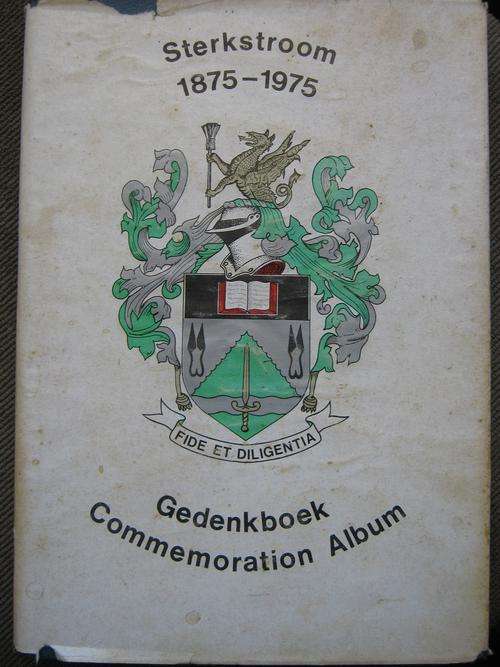 Sterkstroom
1875–1975
FIDE ET DILIGENTIA
Gedenkboek
Commemoration Album